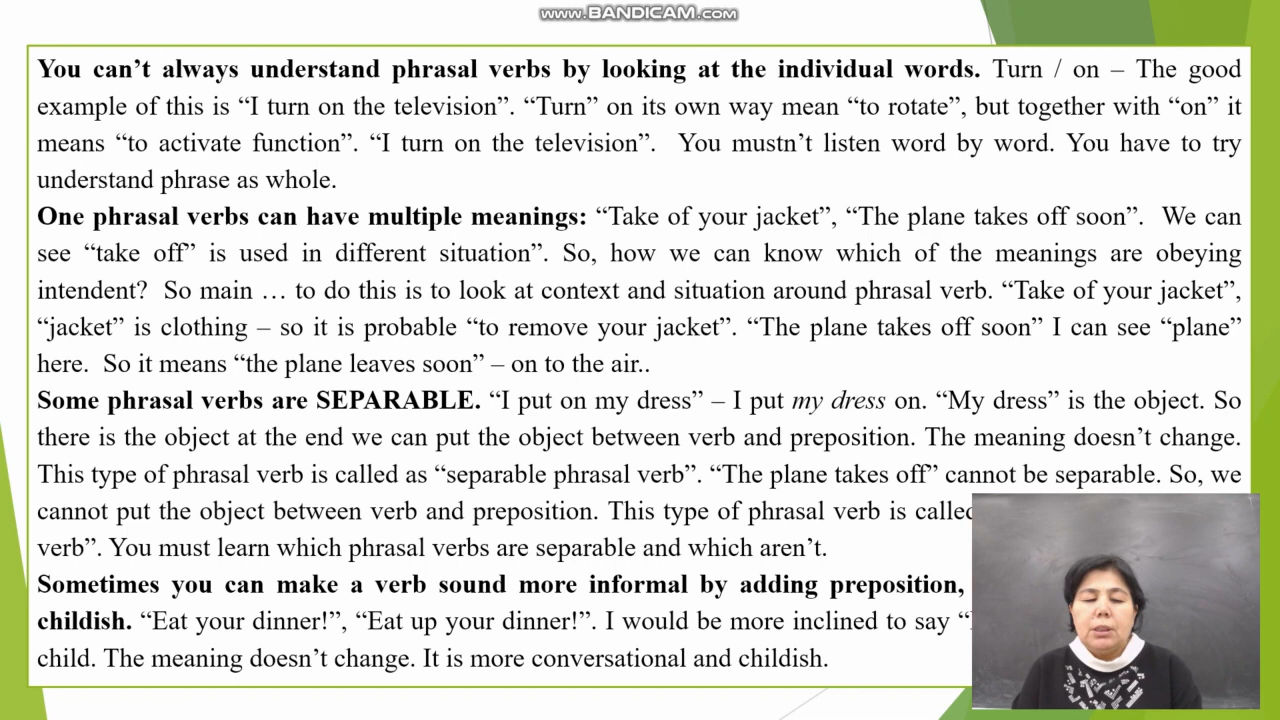 www.BANDICAM.com
You can’t always understand phrasal verbs by looking at the individual words. Turn / on – The good
example of this is “I turn on the television”. “Turn” on its own way mean “to rotate”, but together with “on” it
means “to activate function”. “I turn on the television”. You mustn’t listen word by word. You have to try
understand phrase as whole.
One phrasal verbs can have multiple meanings: “Take of your jacket”, “The plane takes off soon”. We can
see “take off” is used in different situation”. So, how we can know which of the meanings are obeying
intendent? So main … to do this is to look at context and situation around phrasal verb. “Take of your jacket”,
“jacket” is clothing – so it is probable “to remove your jacket”. “The plane takes off soon” I can see “plane”
here. So it means “the plane leaves soon” – on to the air..
Some phrasal verbs are SEPARABLE. “I put on my dress” – I put my dress on. “My dress” is the object. So
there is the object at the end we can put the object between verb and preposition. The meaning doesn’t change.
This type of phrasal verb is called as “separable phrasal verb”. “The plane takes off” cannot be separable. So, we
cannot put the object between verb and preposition. This type of phrasal verb is called
verb”. You must learn which phrasal verbs are separable and which aren’t.
Sometimes you can make a verb sound more informal by adding preposition,
childish. “Eat your dinner!”, “Eat up your dinner!”. I would be more inclined to say “
child. The meaning doesn’t change. It is more conversational and childish.